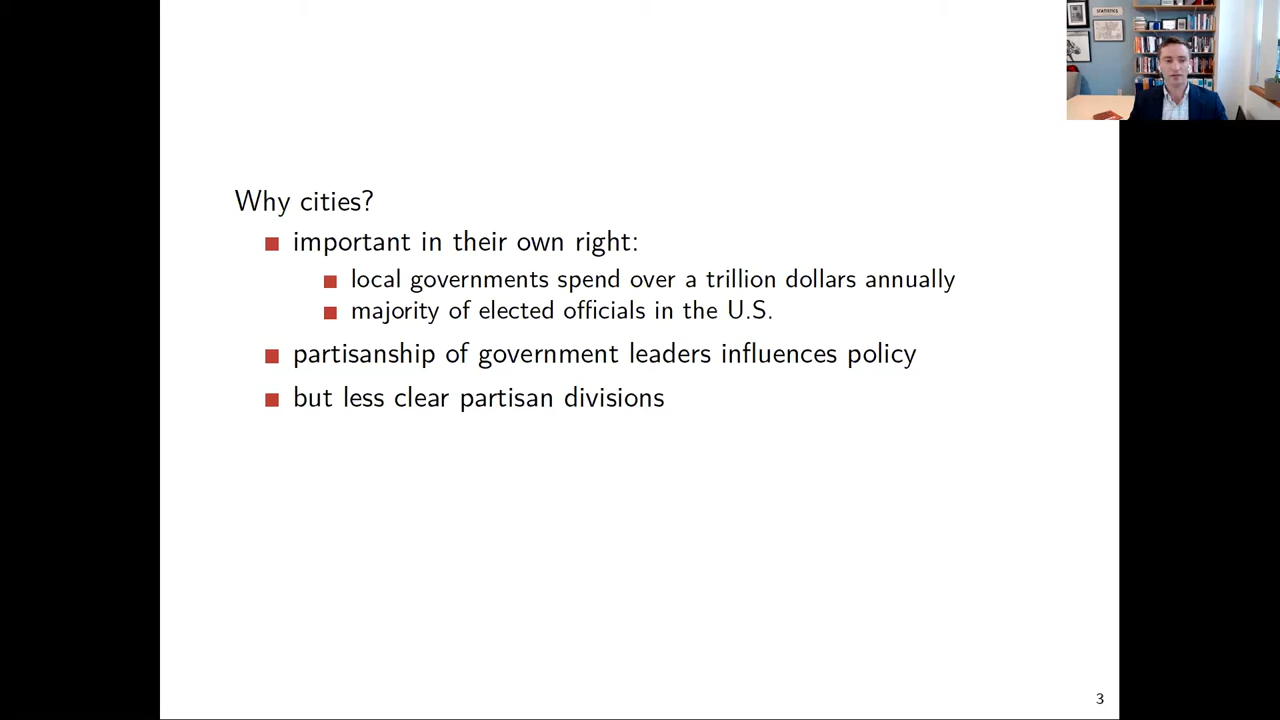 STATISTICS
Why cities?
important in their own right:
local governments spend over a trillion dollars annually
majority of elected officials in the U.S.
partisanship of government leaders influences policy
but less clear partisan divisions
3